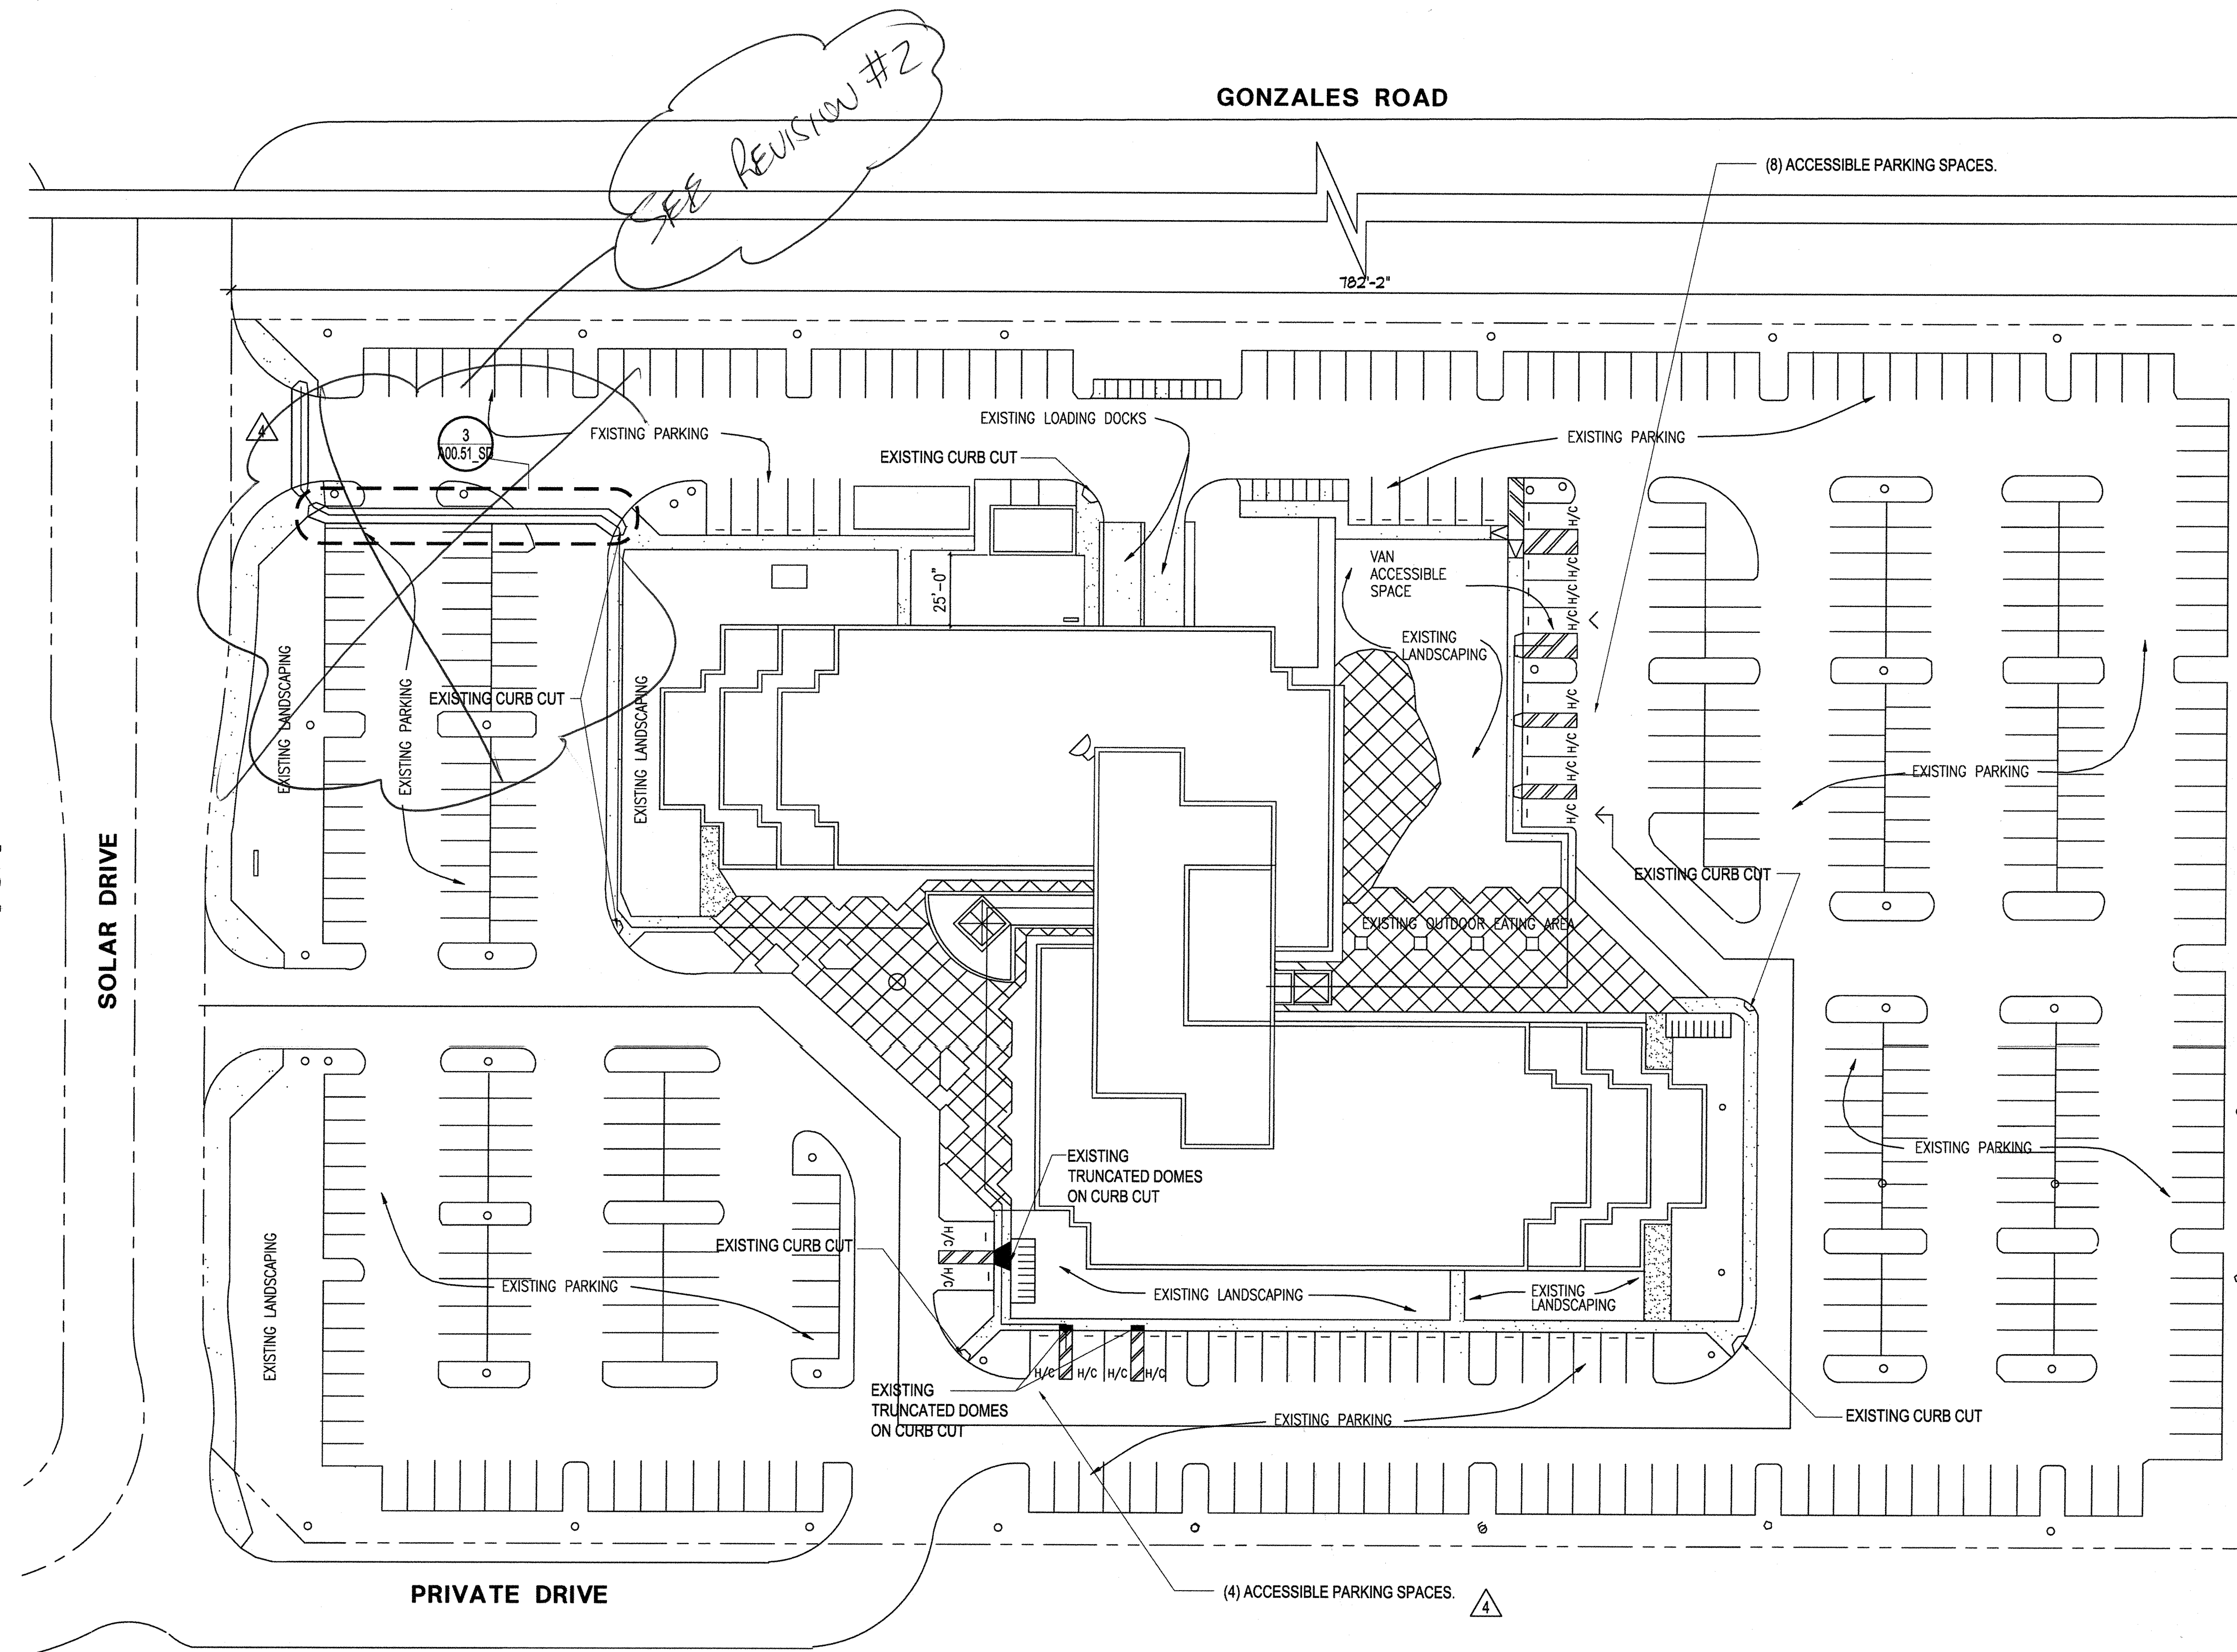 SEE REVISION #2
GONZALES ROAD
(8) ACCESSIBLE PARKING SPACES.
782'-2"
4
3
A00.51_SD
EXISTING PARKING
EXISTING LOADING DOCKS
EXISTING CURB CUT
EXISTING PARKING
25'-0"
VAN
ACCESSIBLE
SPACE
EXISTING
LANDSCAPING
H/C
H/C
H/C
H/C
H/C
H/C
H/C
H/C
EXISTING LANDSCAPING
EXISTING PARKING
EXISTING CURB CUT
EXISTING LANDSCAPING
EXISTING PARKING
SOLAR DRIVE
EXISTING CURB CUT
EXISTING OUTDOOR EATING AREA
EXISTING
TRUNCATED DOMES
ON CURB CUT
EXISTING PARKING
H/C
H/C
EXISTING CURB CUT
EXISTING LANDSCAPING
EXISTING PARKING
EXISTING LANDSCAPING
EXISTING
LANDSCAPING
H/C H/C H/C H/C
EXISTING
TRUNCATED DOMES
ON CURB CUT
EXISTING PARKING
EXISTING CURB CUT
PRIVATE DRIVE
(4) ACCESSIBLE PARKING SPACES.
4